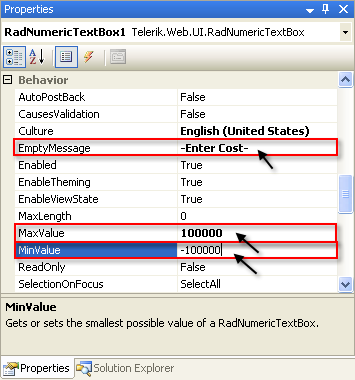 Properties
RadNumericTextBox1 Telerik.Web.UI.RadNumericTextBox
Behavior
AutoPostBack False
CausesValidation False
Culture English (United States)
EmptyMessage -Enter Cost-
Enabled True
EnableTheming True
EnableViewState True
MaxLength 0
MaxValue 100000
MinValue -100000
ReadOnly False
SelectionOnFocus SelectAll
MinValue
Gets or sets the smallest possible value of a RadNumericTextBox.
Properties Solution Explorer